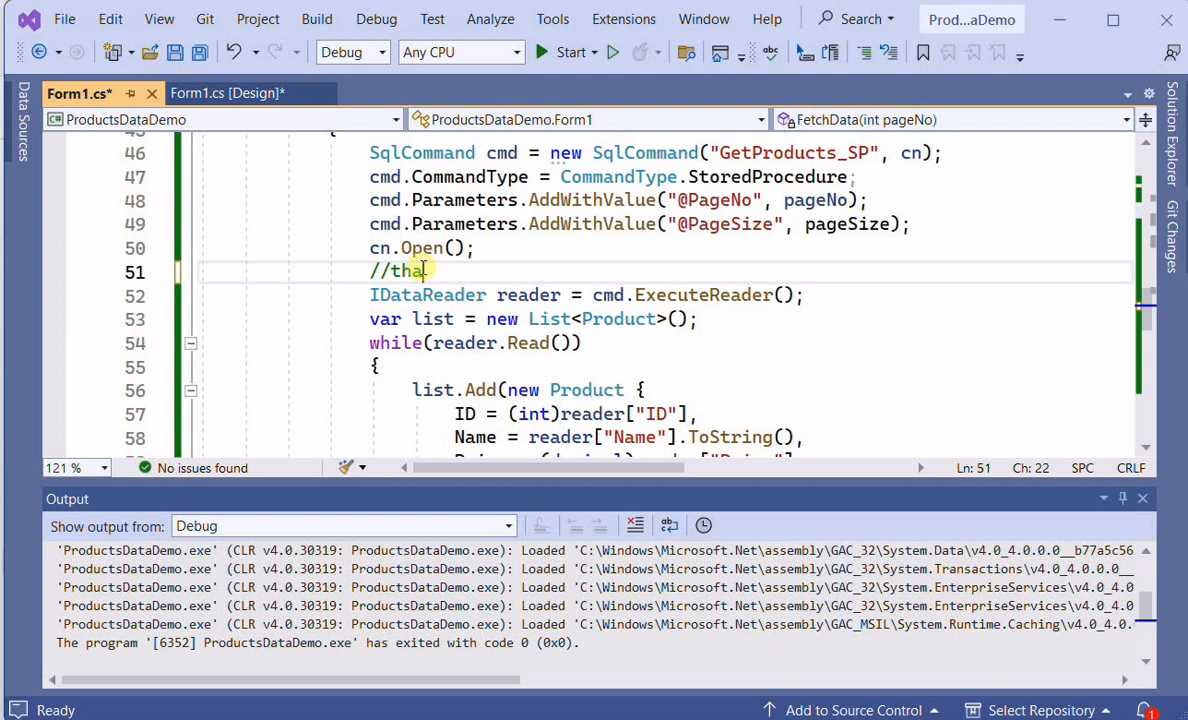 File Edit View Git Project Build Debug Test Analyze Tools Extensions Window Help Search Prod...aDemo
Debug Any CPU Start
Data Sources
Form1.cs* Form1.cs [Design]*
ProductsDataDemo ProductsDataDemo.Form1 FetchData(int pageNo)
46 SqlCommand cmd = new SqlCommand("GetProducts_SP", cn);
47 cmd.CommandType = CommandType.StoredProcedure;
48 cmd.Parameters.AddWithValue("@PageNo", pageNo);
49 cmd.Parameters.AddWithValue("@PageSize", pageSize);
50 cn.Open();
51 //tha
52 IDataReader reader = cmd.ExecuteReader();
53 var list = new List<Product>();
54 while(reader.Read())
55 {
56 list.Add(new Product {
57 ID = (int)reader["ID"],
58 Name = reader["Name"].ToString(),
121 % No issues found Ln: 51 Ch: 22 SPC CRLF
Solution Explorer
Git Changes
Output
Show output from: Debug
'ProductsDataDemo.exe' (CLR v4.0.30319: ProductsDataDemo.exe): Loaded 'C:\Windows\Microsoft.Net\assembly\GAC_32\System.Data\v4.0_4.0.0.0__b77a5c56
'ProductsDataDemo.exe' (CLR v4.0.30319: ProductsDataDemo.exe): Loaded 'C:\Windows\Microsoft.Net\assembly\GAC_32\System.Transactions\v4.0_4.0.0.0__
'ProductsDataDemo.exe' (CLR v4.0.30319: ProductsDataDemo.exe): Loaded 'C:\Windows\Microsoft.Net\assembly\GAC_32\System.EnterpriseServices\v4.0_4.0
'ProductsDataDemo.exe' (CLR v4.0.30319: ProductsDataDemo.exe): Loaded 'C:\Windows\Microsoft.Net\assembly\GAC_32\System.EnterpriseServices\v4.0_4.0
'ProductsDataDemo.exe' (CLR v4.0.30319: ProductsDataDemo.exe): Loaded 'C:\Windows\Microsoft.Net\assembly\GAC_MSIL\System.Runtime.Caching\v4.0_4.0.
The program '[6352] ProductsDataDemo.exe' has exited with code 0 (0x0).
Ready Add to Source Control Select Repository 1